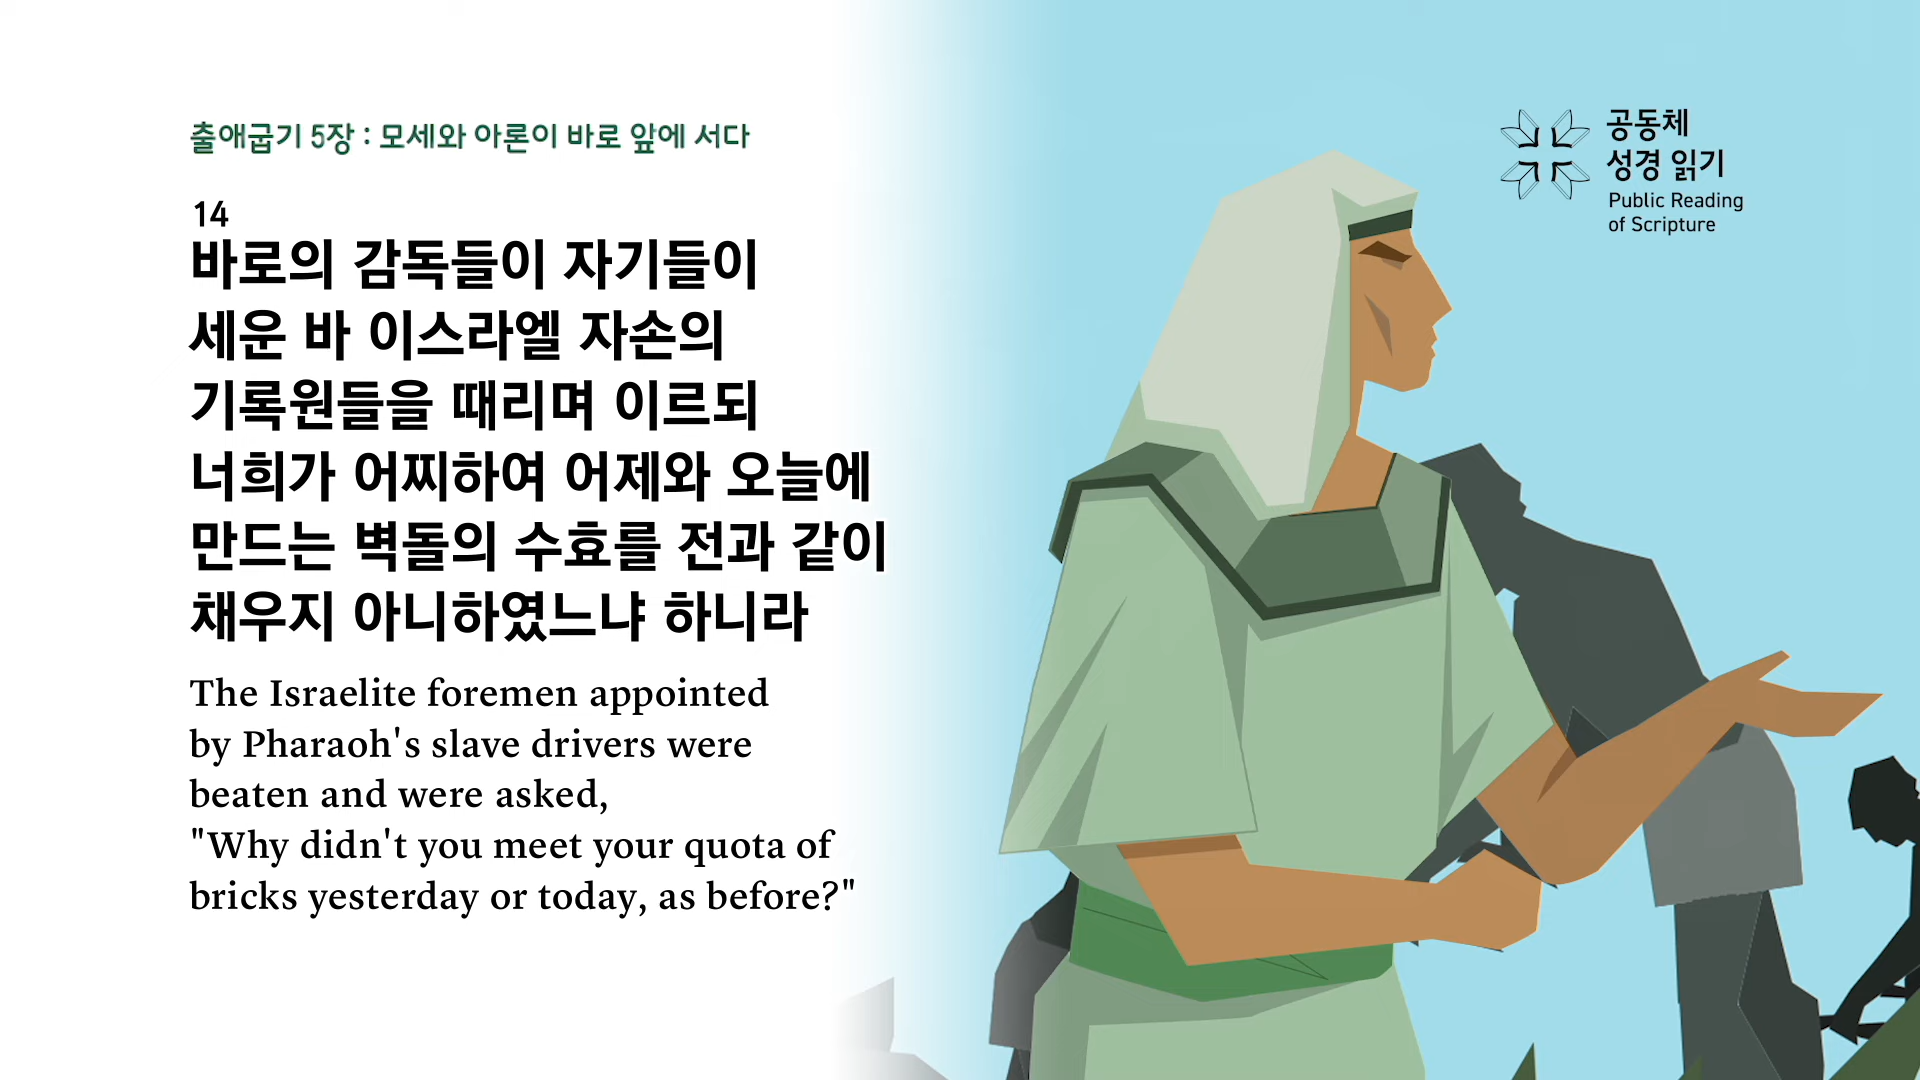 출애굽기 5장 : 모세와 아론이 바로 앞에 서다
14
바로의 감독들이 자기들이
세운 바 이스라엘 자손의
기록원들을 때리며 이르되
너희가 어찌하여 어제와 오늘에
만드는 벽돌의 수효를 전과 같이
채우지 아니하였느냐 하니라
The Israelite foremen appointed
by Pharaoh's slave drivers were
beaten and were asked,
"Why didn't you meet your quota of
bricks yesterday or today, as before?"
공동체
성경 읽기
Public Reading
of Scripture